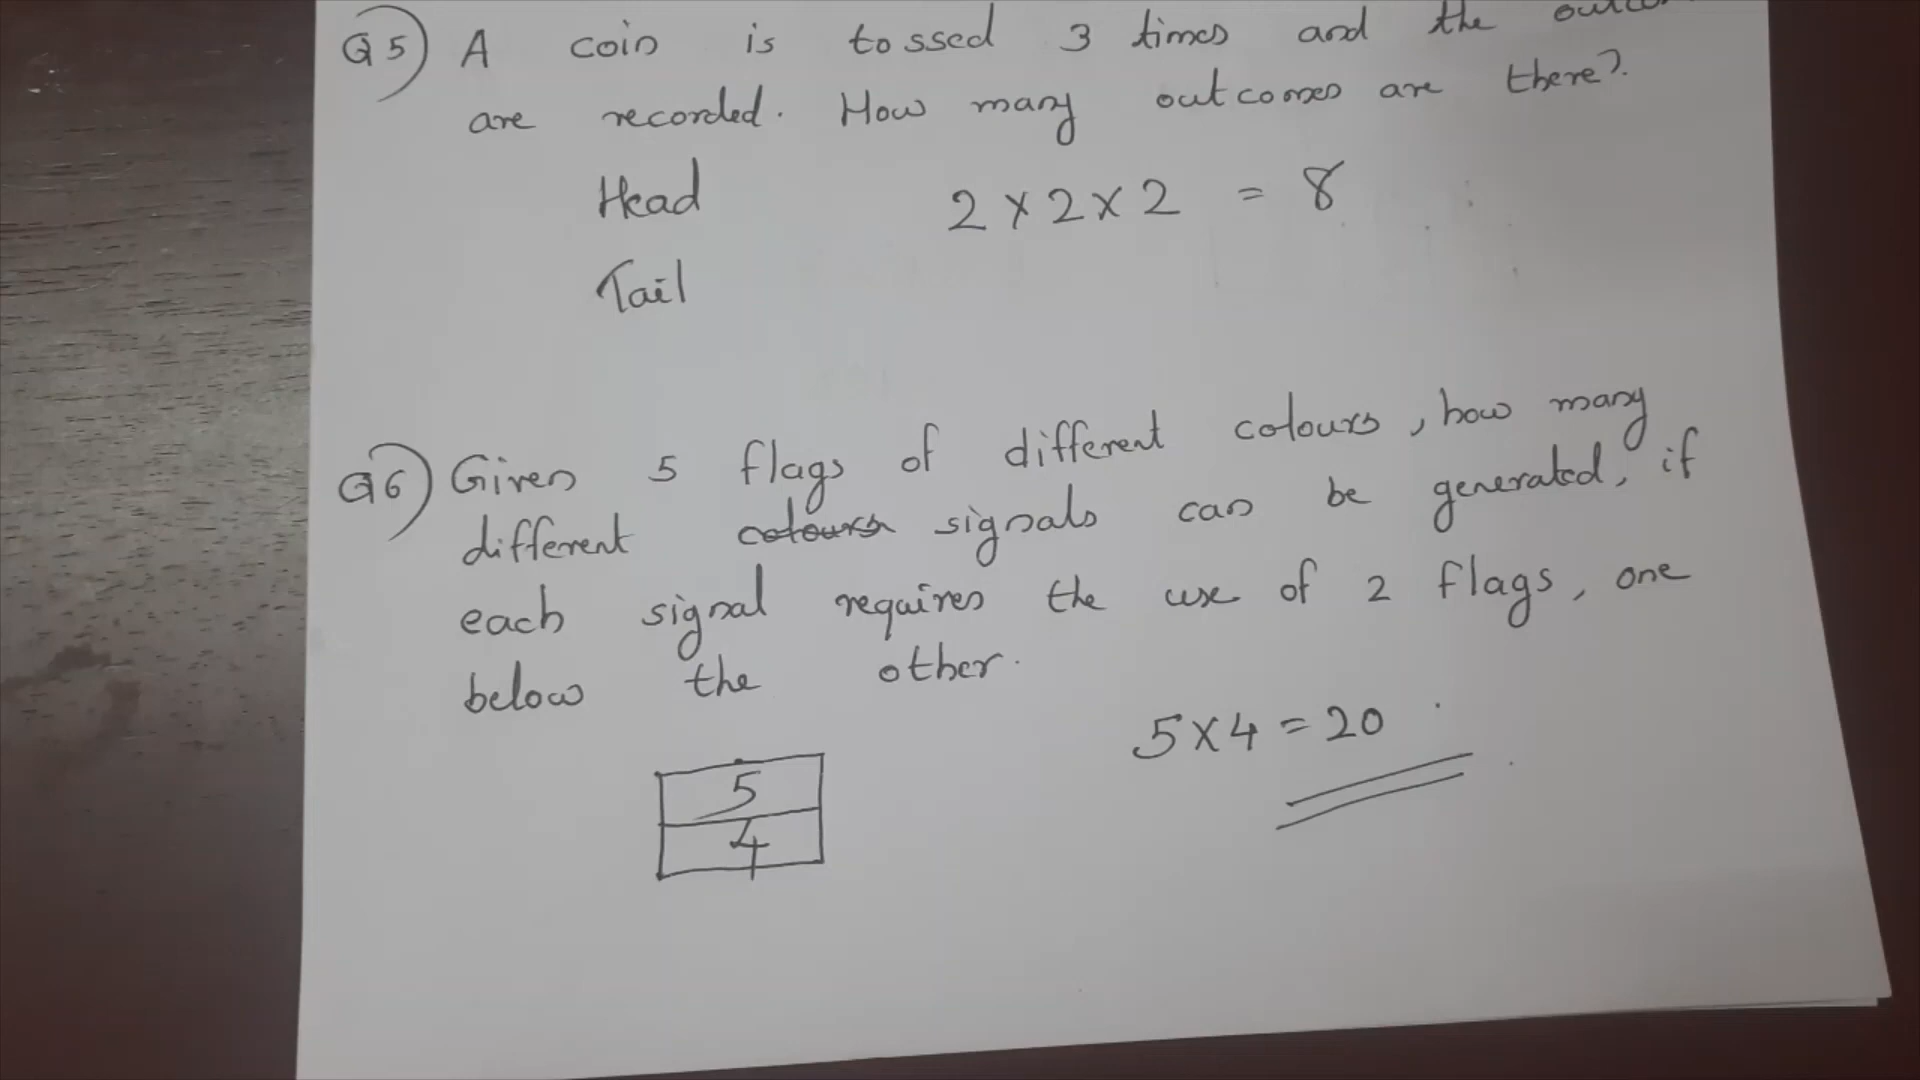 Q5) A coin is tossed 3 times and the
are recorded. How many outcomes are there?
Head 2 × 2 × 2 = 8
Tail
Q6) Given 5 flags of different colours, how many
different colours signals can be generated, if
each signal requires the use of 2 flags, one
below the other.
5 × 4 = 20
5
4